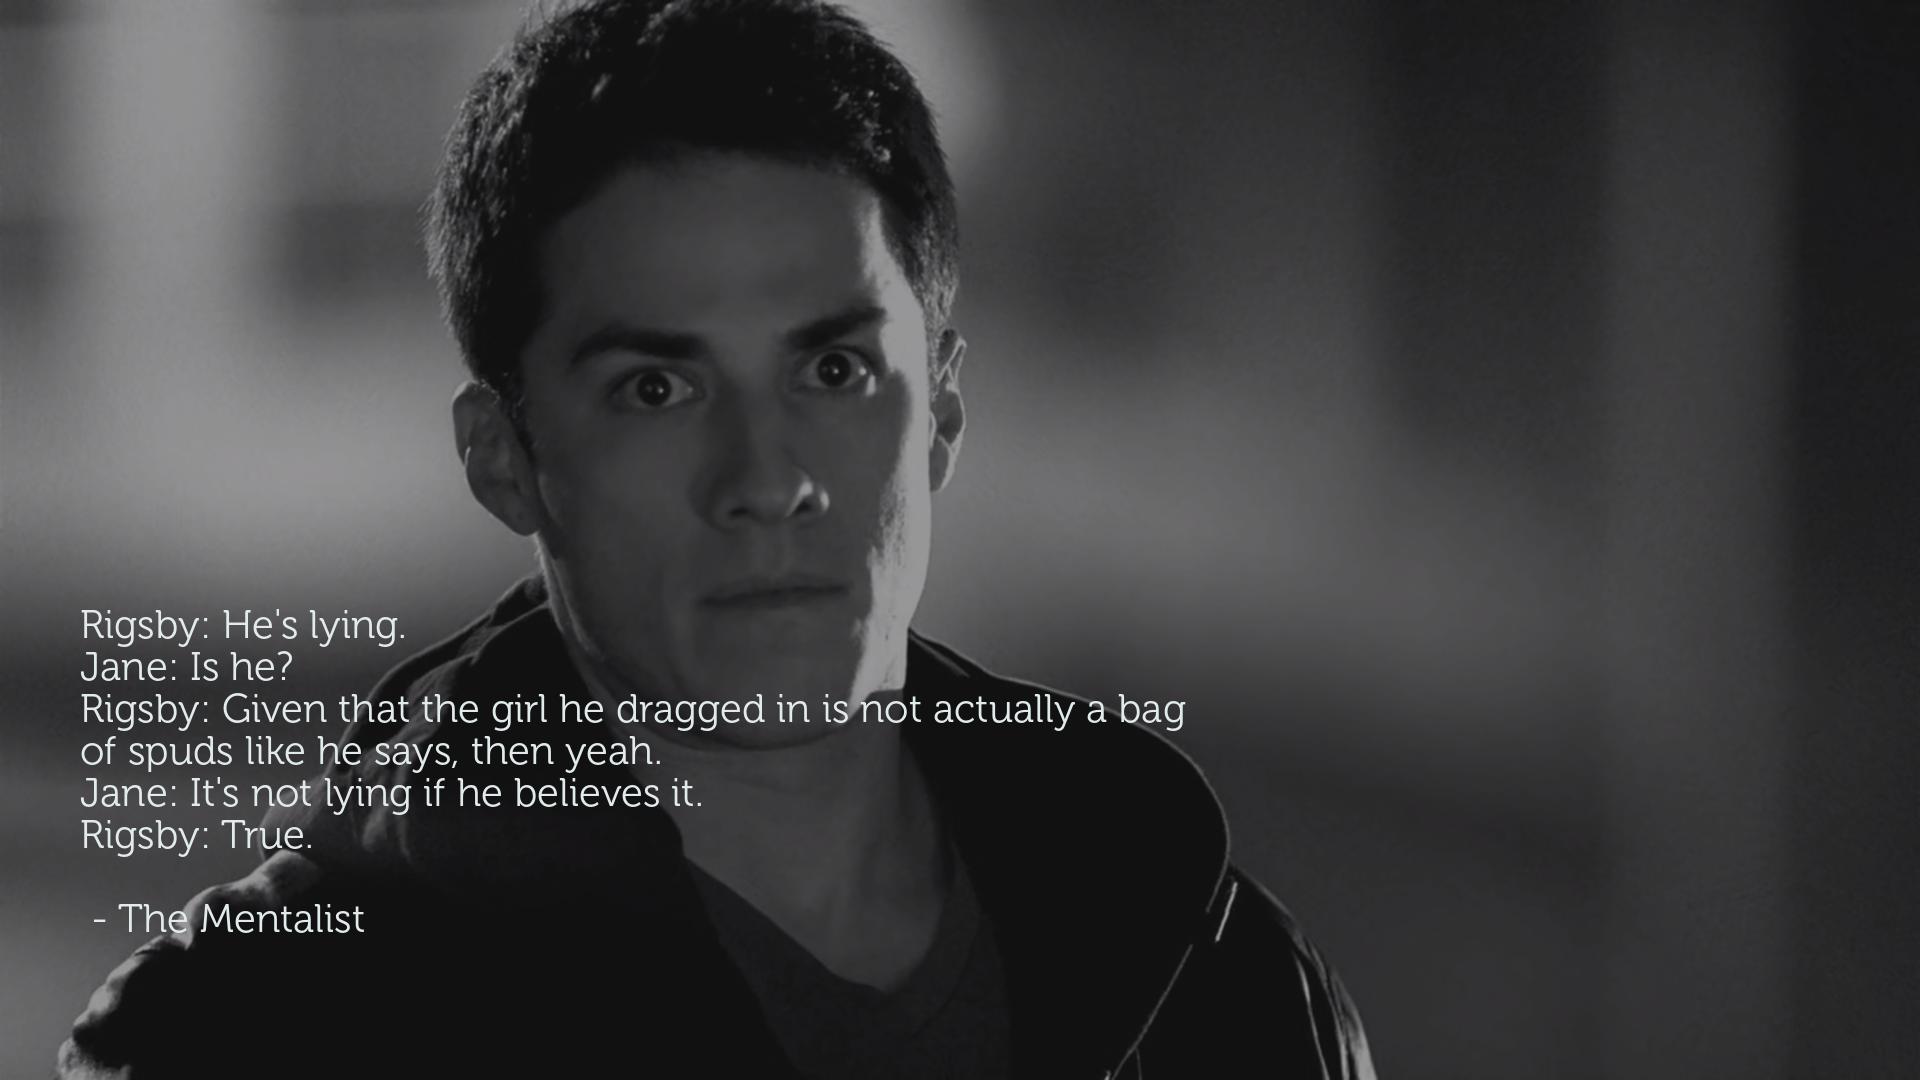 Rigsby: He's lying.
Jane: Is he?
Rigsby: Given that the girl he dragged in is not actually a bag
of spuds like he says, then yeah.
Jane: It's not lying if he believes it.
Rigsby: True.
- The Mentalist